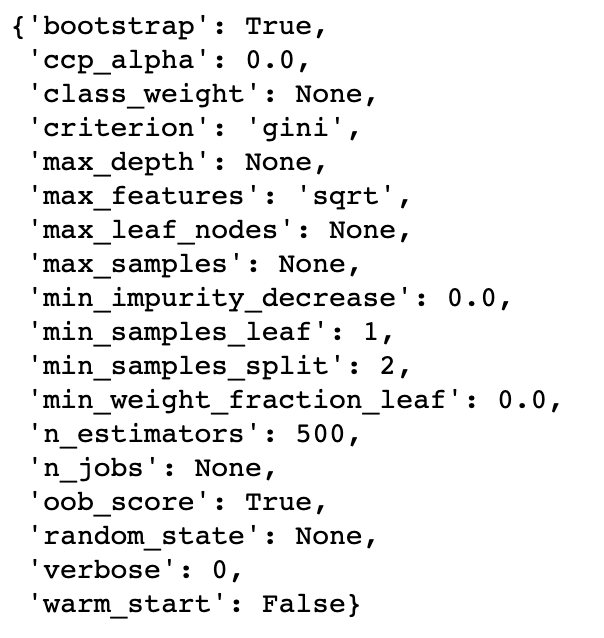 {'bootstrap': True,
 'ccp_alpha': 0.0,
 'class_weight': None,
 'criterion': 'gini',
 'max_depth': None,
 'max_features': 'sqrt',
 'max_leaf_nodes': None,
 'max_samples': None,
 'min_impurity_decrease': 0.0,
 'min_samples_leaf': 1,
 'min_samples_split': 2,
 'min_weight_fraction_leaf': 0.0,
 'n_estimators': 500,
 'n_jobs': None,
 'oob_score': True,
 'random_state': None,
 'verbose': 0,
 'warm_start': False}